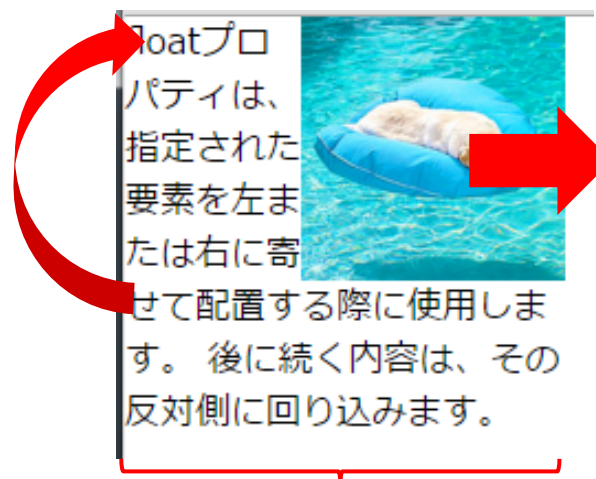 floatプロ
パティは、
指定された
要素を左ま
たは右に寄
せて配置する際に使用しま
す。 後に続く内容は、その
反対側に回り込みます。